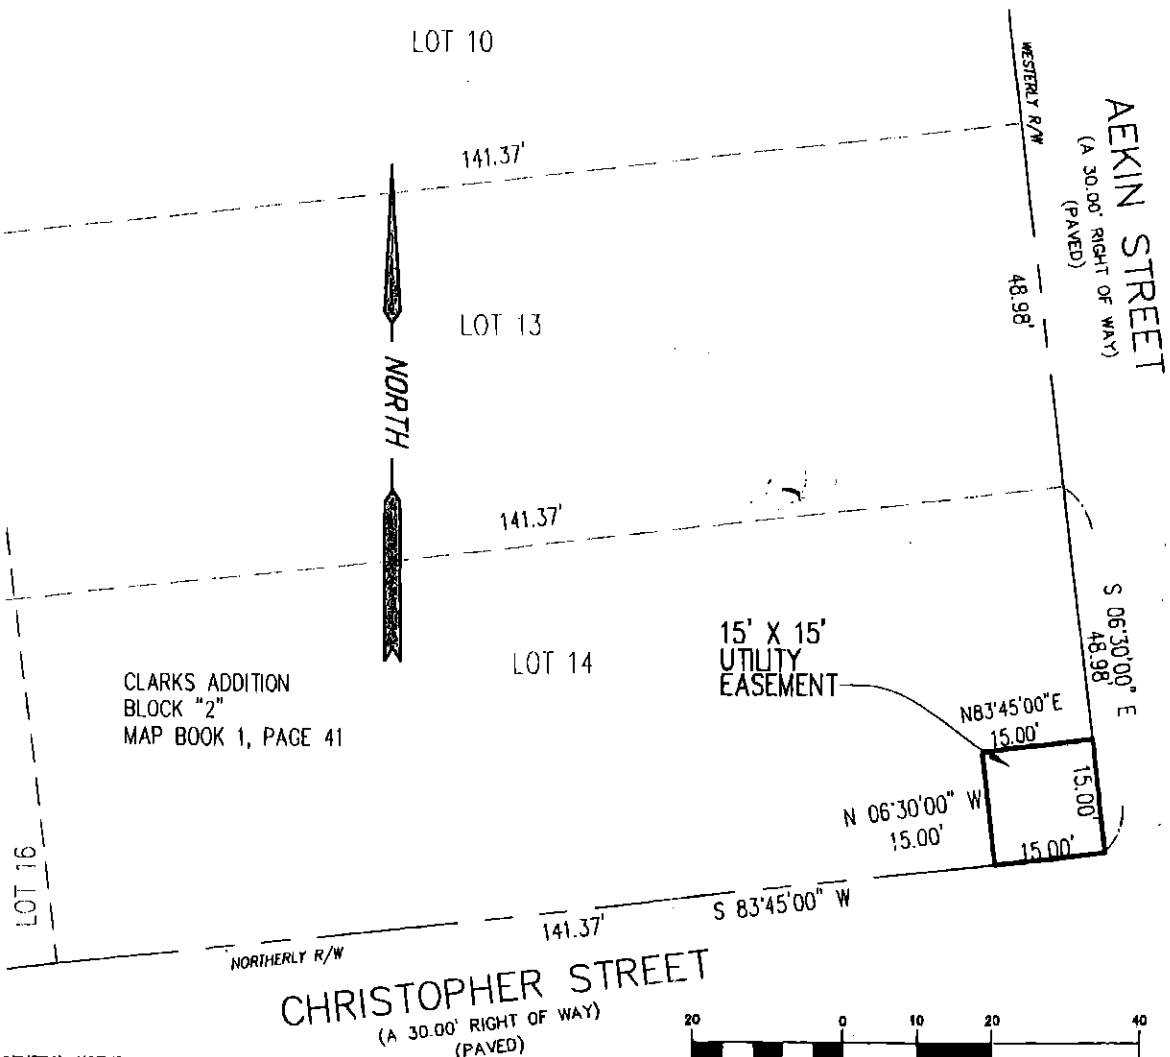 LOT 10
WESTERLY R/W
AEKIN STREET
(A 30.00' RIGHT OF WAY)
(PAVED)
141.37'
48.98'
LOT 13
NORTH
141.37'
S 06°30'00" E
48.98'
15' X 15'
UTILITY
EASEMENT
LOT 14
CLARKS ADDITION
BLOCK "2"
MAP BOOK 1, PAGE 41
N83°45'00"E
15.00'
15.00'
N 06°30'00" W
15.00'
15.00'
LOT 16
S 83°45'00" W
141.37'
NORTHERLY R/W
CHRISTOPHER STREET
(A 30.00' RIGHT OF WAY)
(PAVED)
20 0 10 20 40